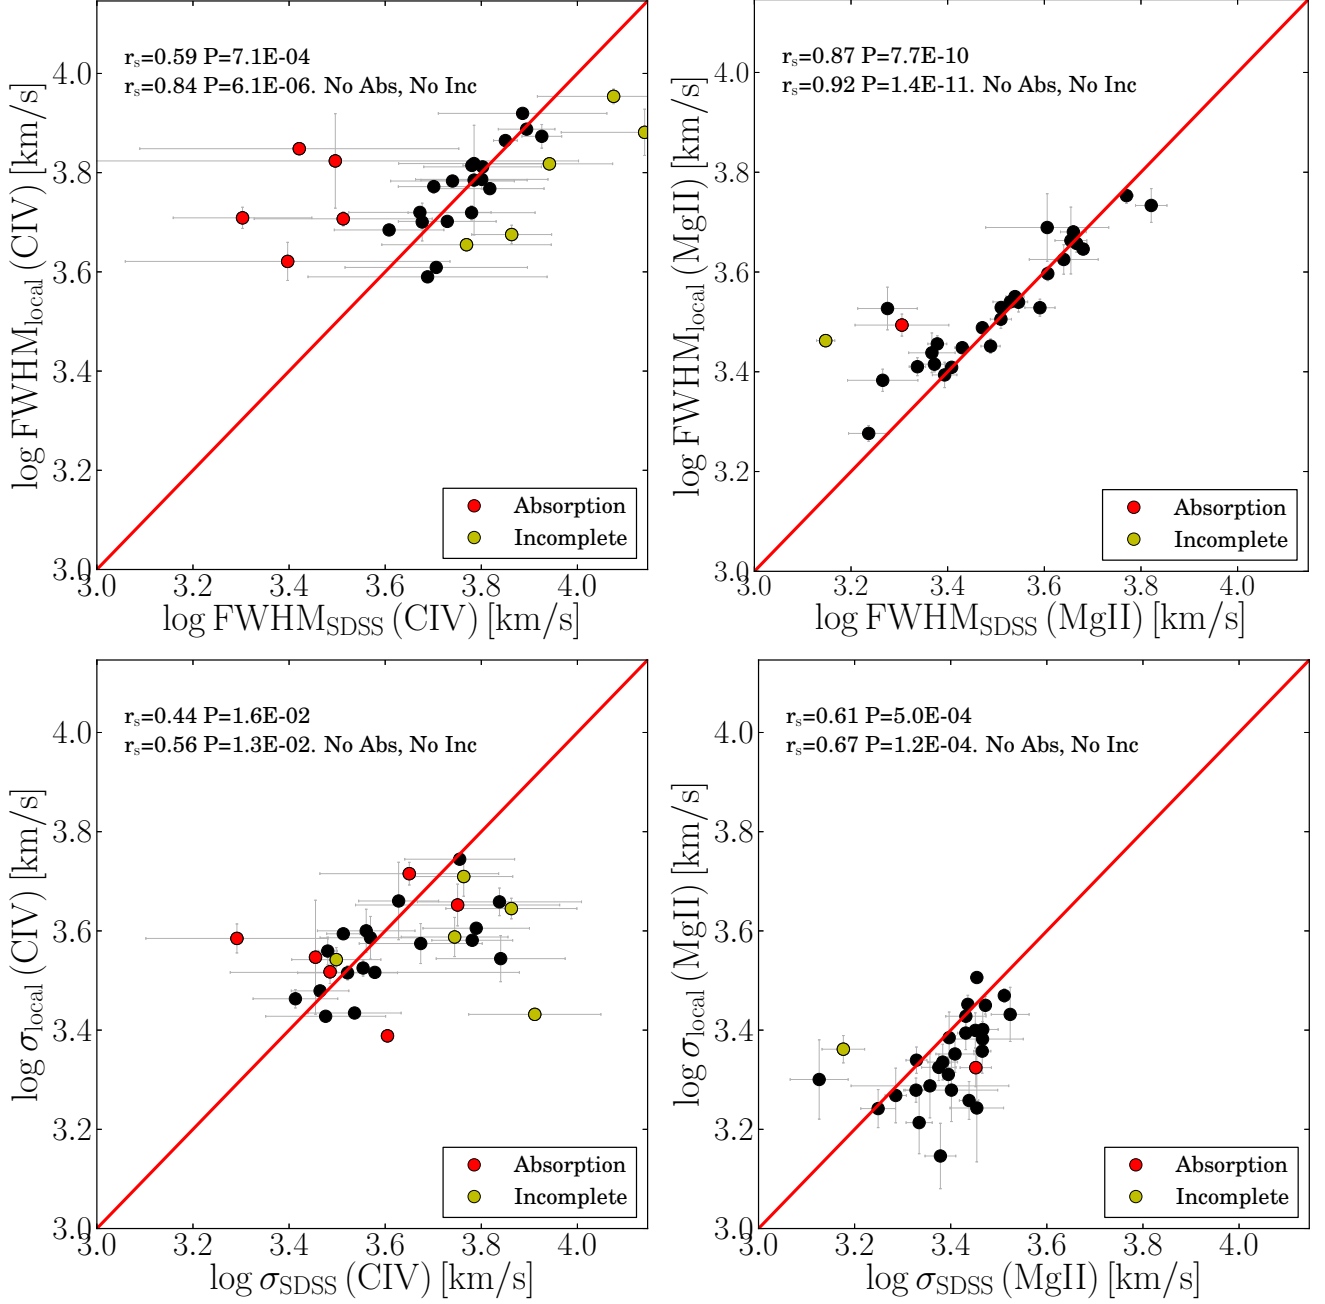 r_s=0.59 P=7.1E-04
r_s=0.84 P=6.1E-06. No Abs, No Inc
log FWHM_local (CIV) [km/s]
4.0
3.8
3.6
3.4
3.2
3.0
Absorption
Incomplete
3.0 3.2 3.4 3.6 3.8 4.0
log FWHM_SDSS (CIV) [km/s]
r_s=0.87 P=7.7E-10
r_s=0.92 P=1.4E-11. No Abs, No Inc
log FWHM_local (MgII) [km/s]
4.0
3.8
3.6
3.4
3.2
3.0
Absorption
Incomplete
3.0 3.2 3.4 3.6 3.8 4.0
log FWHM_SDSS (MgII) [km/s]
r_s=0.44 P=1.6E-02
r_s=0.56 P=1.3E-02. No Abs, No Inc
log σ_local (CIV) [km/s]
4.0
3.8
3.6
3.4
3.2
3.0
Absorption
Incomplete
3.0 3.2 3.4 3.6 3.8 4.0
log σ_SDSS (CIV) [km/s]
r_s=0.61 P=5.0E-04
r_s=0.67 P=1.2E-04. No Abs, No Inc
log σ_local (MgII) [km/s]
4.0
3.8
3.6
3.4
3.2
3.0
Absorption
Incomplete
3.0 3.2 3.4 3.6 3.8 4.0
log σ_SDSS (MgII) [km/s]